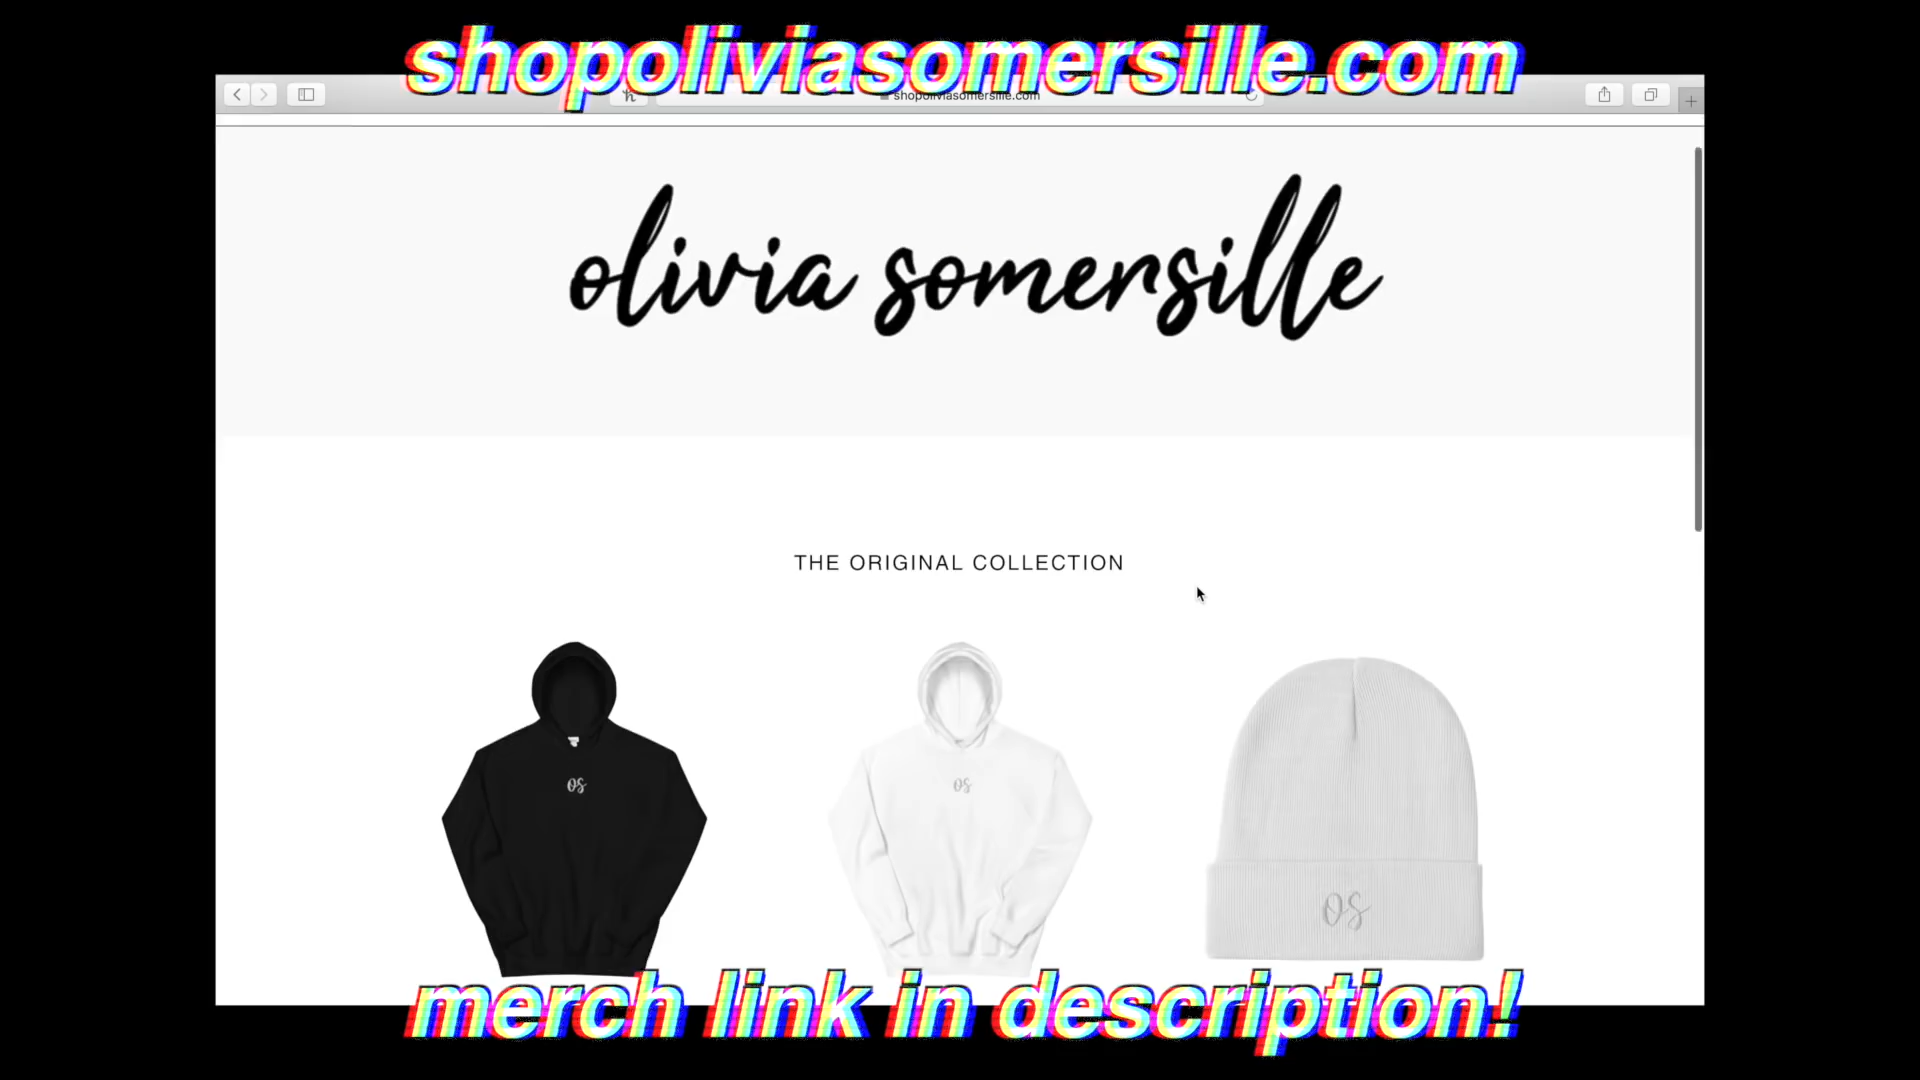 shopoliviasomersille.com
shopoliviasomersille.com
olivia somersille
THE ORIGINAL COLLECTION
os
os
os
merch link in description!